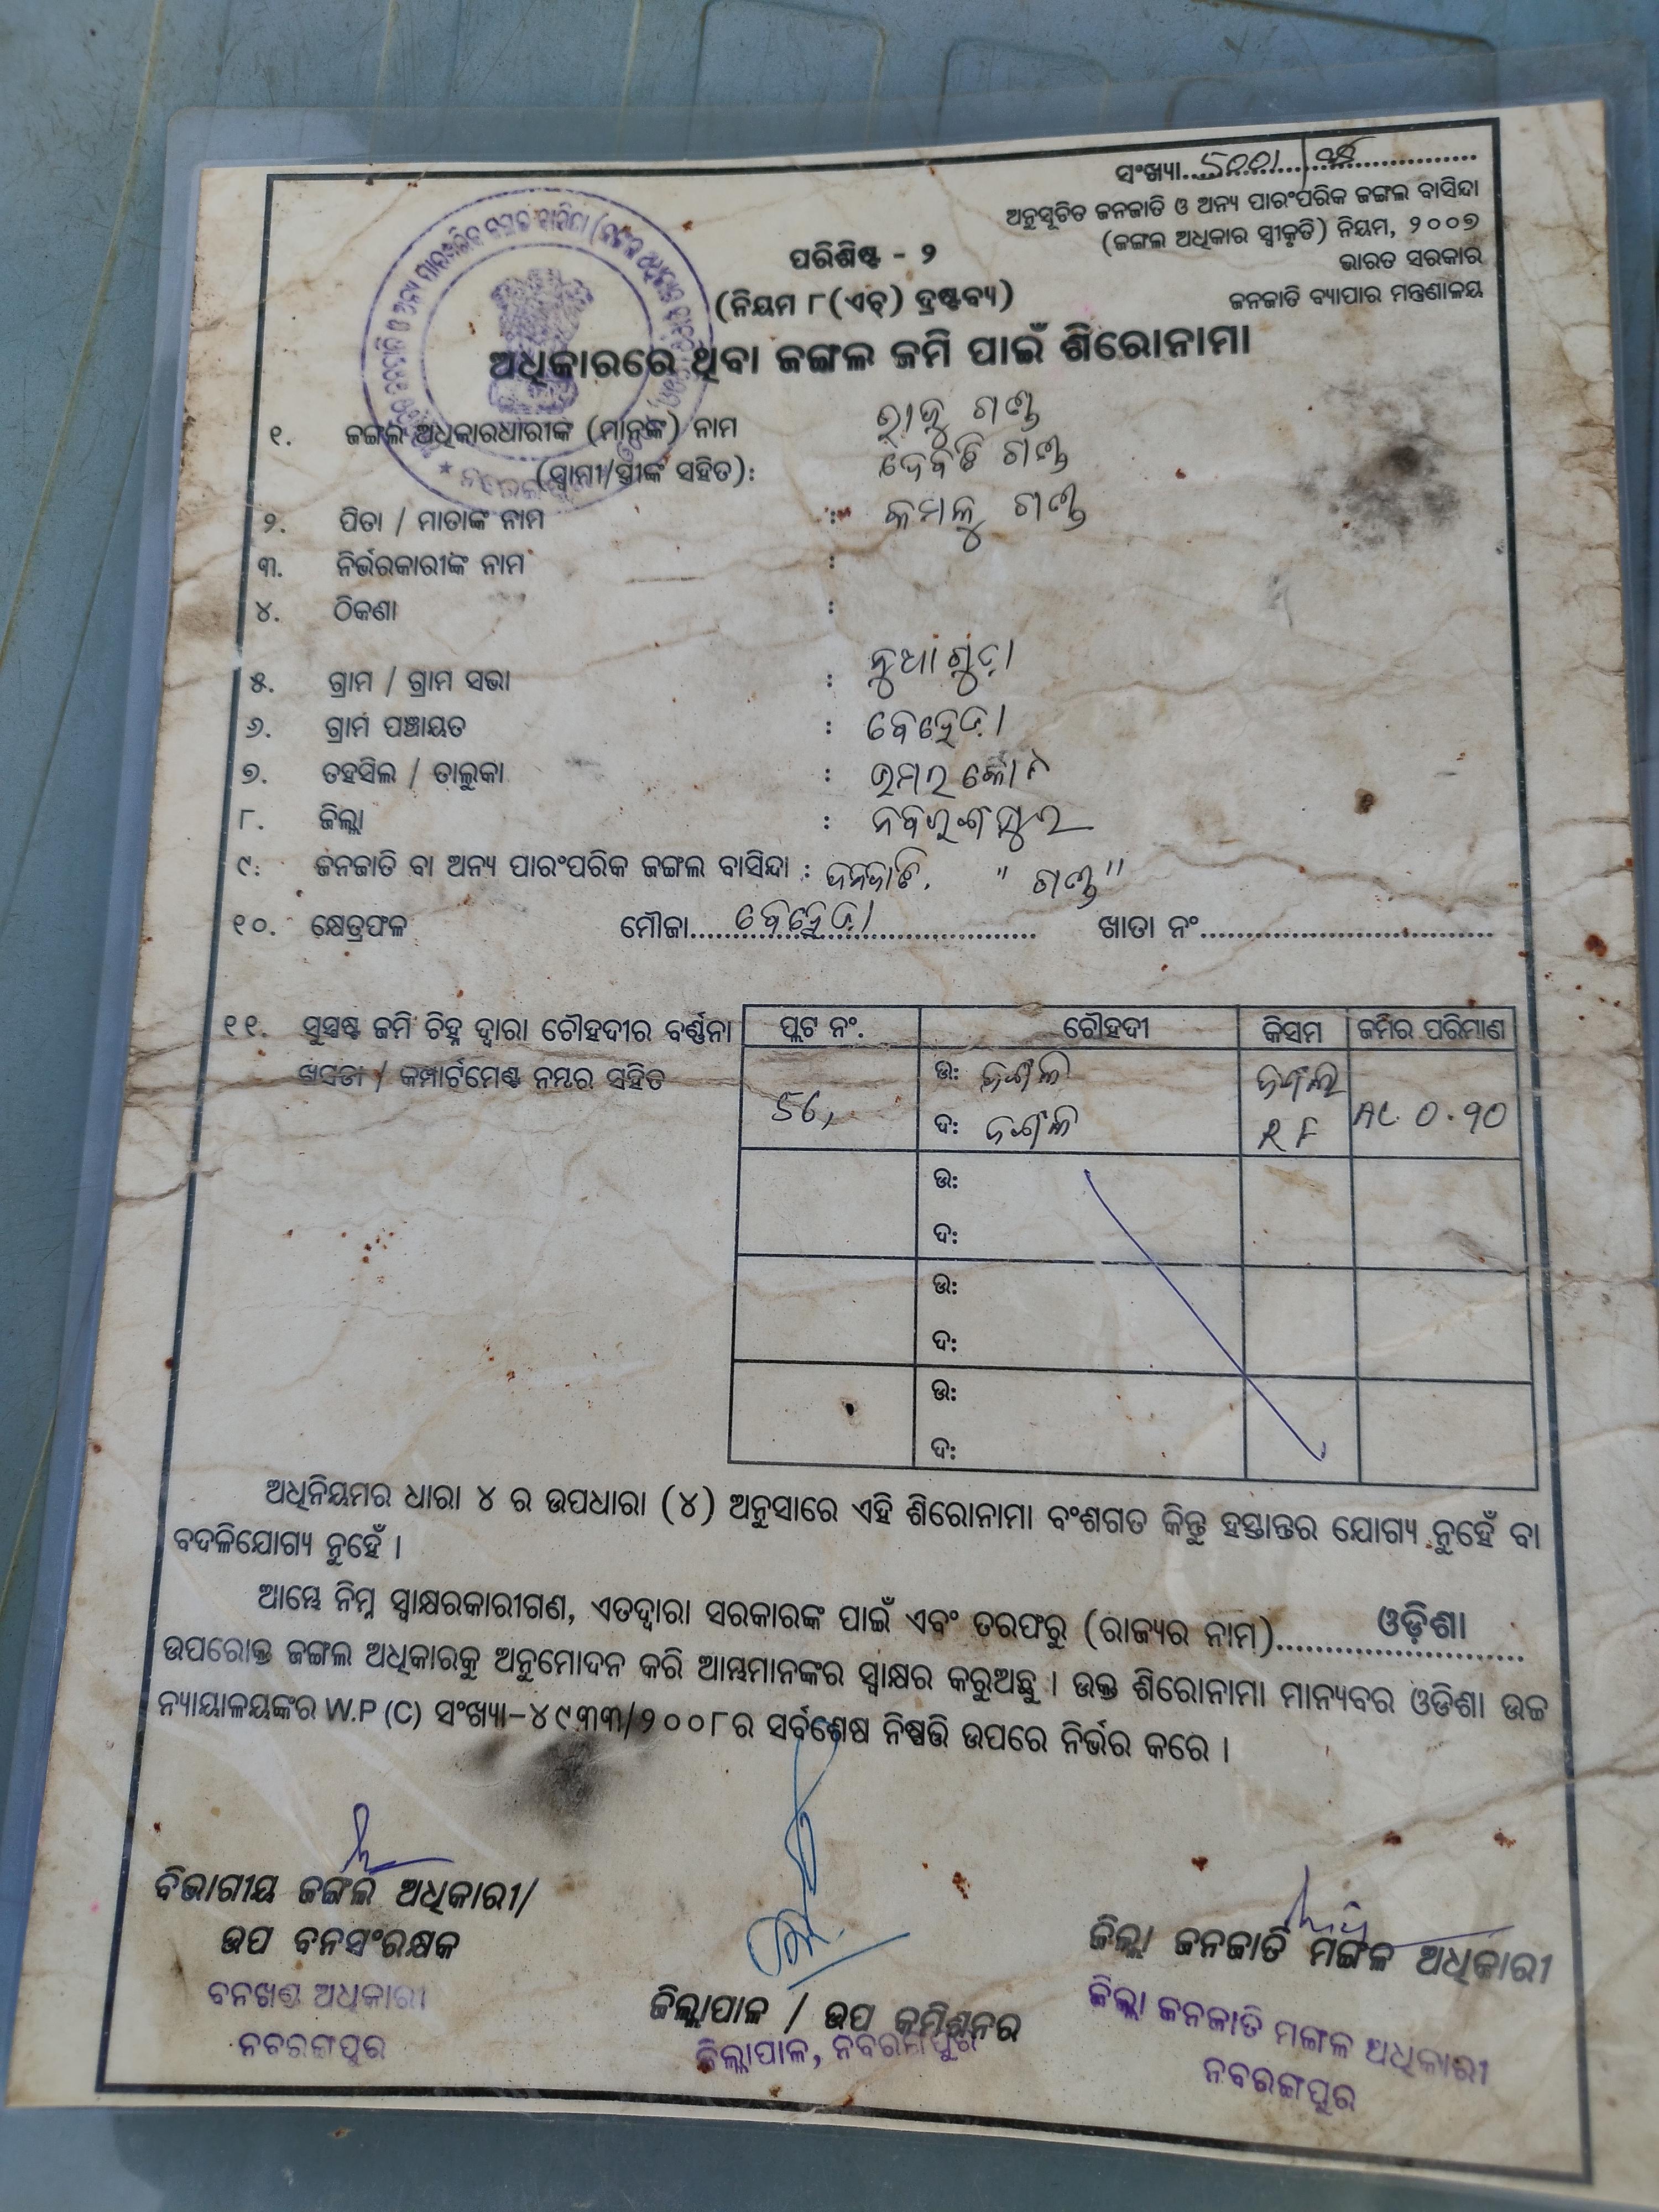 ସଂଖ୍ୟା
ଅନୁସୂଚିତ ଜନଜାତି ଓ ଅନ୍ୟ ପାରଂପରିକ ଜଙ୍ଗଲ ବାସିନ୍ଦା
(ଜଙ୍ଗଲ ଅଧିକାର ସ୍ୱୀକୃତି) ନିୟମ, ୨୦୦୭
ଭାରତ ସରକାର
ଜନଜାତି ବ୍ୟାପାର ମନ୍ତ୍ରଣାଳୟ
ପରିଶିଷ୍ଟ - ୨
(ନିୟମ ୮(ଏଚ୍) ଦ୍ରଷ୍ଟବ୍ୟ)
ଅଧିକାରରେ ଥିବା ଜଙ୍ଗଲ ଜମି ପାଇଁ ଶିରୋନାମା
୧. ଜଙ୍ଗଲ ଅଧିକାରଧାରୀଙ୍କ (ମାନଙ୍କ) ନାମ ରାଜୁ ଗଣ୍ଡ
(ସ୍ୱାମୀ/ସ୍ତ୍ରୀଙ୍କ ସହିତ): ଦେବତି ଗଣ୍ଡ
୨. ପିତା / ମାତାଙ୍କ ନାମ : କମଳୁ ଗଣ୍ଡ
୩. ନିର୍ଭରକାରୀଙ୍କ ନାମ :
୪. ଠିକଣା :
୫. ଗ୍ରାମ / ଗ୍ରାମ ସଭା : ନୁଆଗୁଡ଼ା
୬. ଗ୍ରାମ ପଞ୍ଚାୟତ : ବେହେଡ଼ା
୭. ତହସିଲ / ତାଲୁକା : ଉମରକୋଟ
୮. ଜିଲ୍ଲା : ନବରଂଗପୁର
୯. ଜନଜାତି ବା ଅନ୍ୟ ପାରଂପରିକ ଜଙ୍ଗଲ ବାସିନ୍ଦା : ଜନଜାତି. " ଗଣ୍ଡ "
୧୦. କ୍ଷେତ୍ରଫଳ ମୌଜା ବେହେଡ଼ା ଖାତା ନଂ
୧୧. ସୁସ୍ପଷ୍ଟ ଜମି ଚିହ୍ନ ଦ୍ୱାରା ଚୌହଦୀର ବର୍ଣ୍ଣନା
ଖସଡା / କମ୍ପାର୍ଟମେଣ୍ଟ ନମ୍ବର ସହିତ
ପ୍ଲଟ ନଂ. ଚୌହଦୀ କିସମ ଜମିର ପରିମାଣ
ଉ: ଜଙ୍ଗଲ ଜଙ୍ଗଲ
ଦ: ଜଙ୍ଗଲ RF AC 0.90
ଉ:
ଦ:
ଉ:
ଦ:
ଉ:
ଦ:
ଅଧିନିୟମର ଧାରା ୪ ର ଉପଧାରା (୪) ଅନୁସାରେ ଏହି ଶିରୋନାମା ବଂଶଗତ କିନ୍ତୁ ହସ୍ତାନ୍ତର ଯୋଗ୍ୟ ନୁହେଁ ବା
ବଦଳିଯୋଗ୍ୟ ନୁହେଁ ।
ଆମ୍ଭେ ନିମ୍ନ ସ୍ୱାକ୍ଷରକାରୀଗଣ, ଏତଦ୍ୱାରା ସରକାରଙ୍କ ପାଇଁ ଏବଂ ତରଫରୁ (ରାଜ୍ୟର ନାମ) ଓଡ଼ିଶା
ଉପରୋକ୍ତ ଜଙ୍ଗଲ ଅଧିକାରକୁ ଅନୁମୋଦନ କରି ଆମ୍ଭମାନଙ୍କର ସ୍ୱାକ୍ଷର କରୁଅଛୁ । ଉକ୍ତ ଶିରୋନାମା ମାନ୍ୟବର ଓଡିଶା ଉଚ୍ଚ
ନ୍ୟାୟାଳୟଙ୍କର W.P (C) ସଂଖ୍ୟା-୪୯୩୩/୨୦୦୮ର ସର୍ବଶେଷ ନିଷ୍ପତ୍ତି ଉପରେ ନିର୍ଭର କରେ ।
ବିଭାଗୀୟ ଜଙ୍ଗଲ ଅଧିକାରୀ/
ଉପ ବନସଂରକ୍ଷକ
ବନଖଣ୍ଡ ଅଧିକାରୀ
ନବରଙ୍ଗପୁର
ଜିଲ୍ଲାପାଳ / ଉପ କମିଶନର
ଜିଲ୍ଲାପାଳ, ନବରଙ୍ଗପୁର
ଜିଲ୍ଲା ଜନଜାତି ମଙ୍ଗଳ ଅଧିକାରୀ
ଜିଲ୍ଲା ଜନଜାତି ମଙ୍ଗଳ ଅଧିକାରୀ
ନବରଙ୍ଗପୁର